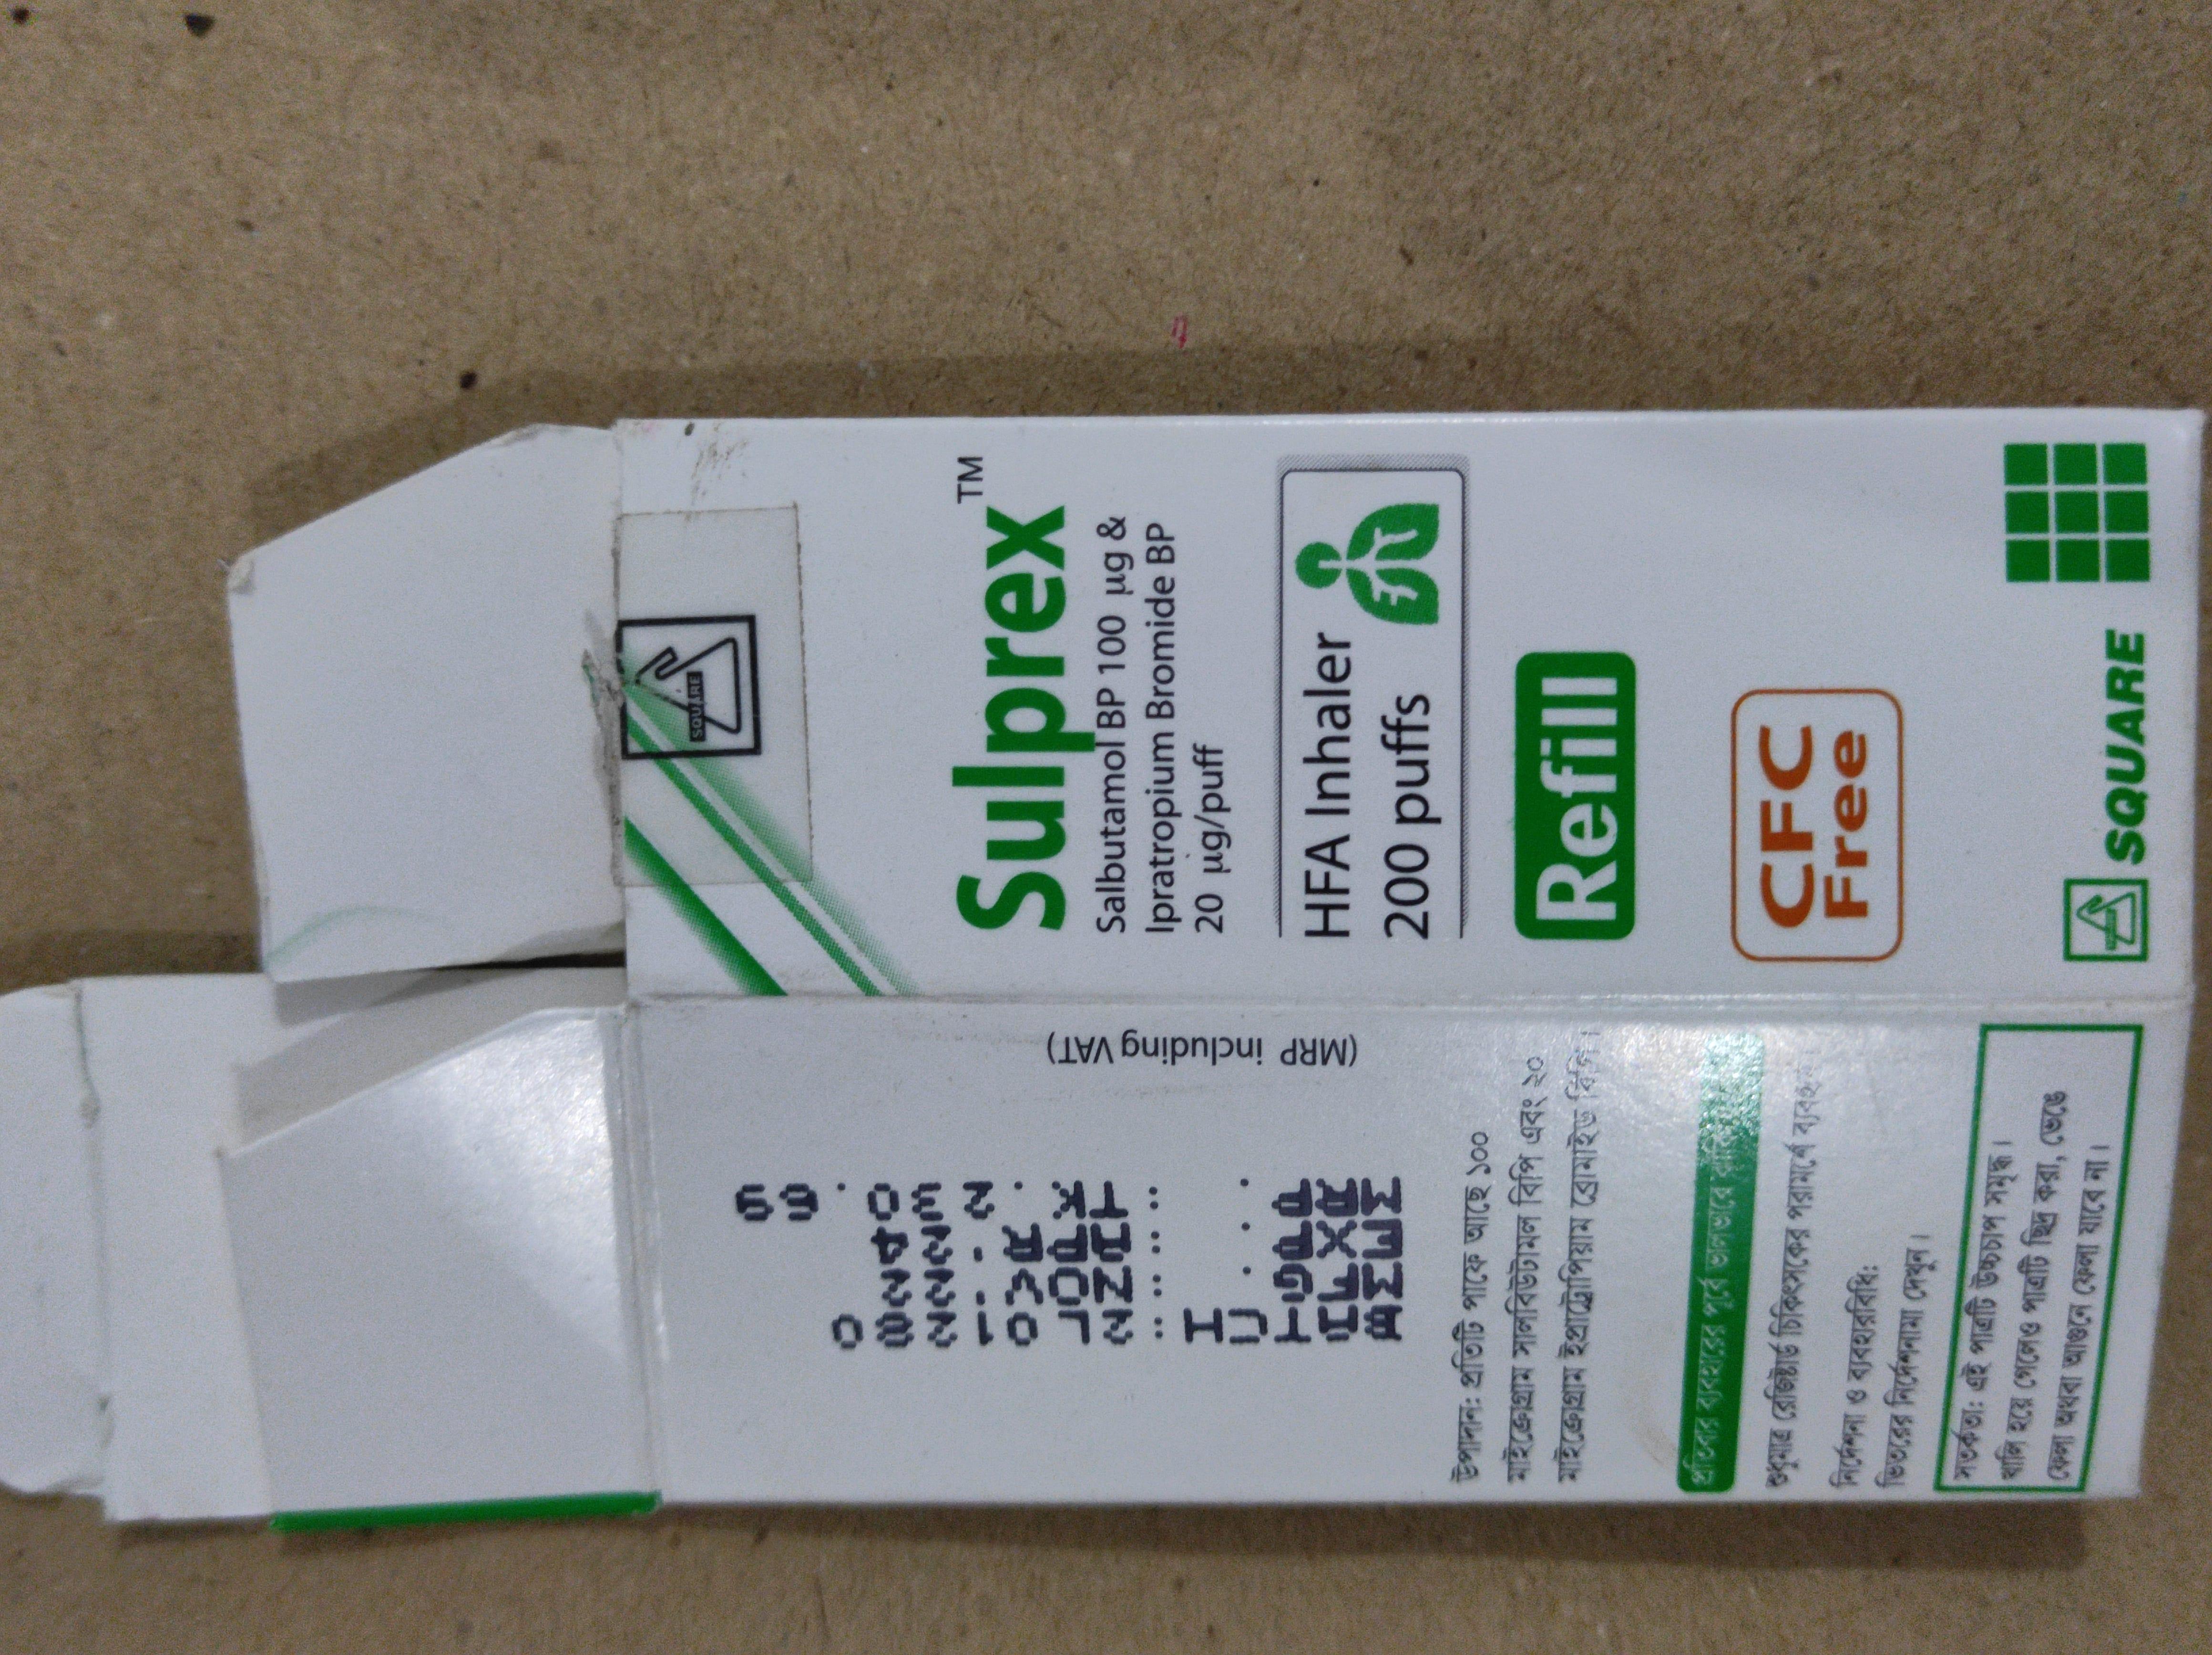 SQUARE
Sulprex™
Salbutamol BP 100 µg &
Ipratropium Bromide BP
20 µg/puff
HFA Inhaler
200 puffs
Refill
CFC
Free
SQUARE
BATCH : 2L01280
MFG. : NOV. 22
EXP. : APR. 24
MRP. : TK. 230.69
(MRP including VAT)
উপাদান: প্রতিটি পাফে আছে ১০০
মাইক্রোগ্রাম সালবিউটামল বিপি এবং ২০
মাইক্রোগ্রাম ইপ্রাট্রোপিয়াম ব্রোমাইড বিপি।
প্রতিবার ব্যবহারের পূর্বে ভালভাবে
শুধুমাত্র রেজিষ্টার্ড চিকিৎসকের পরামর্শে
নির্দেশনা ও ব্যবহারবিধি:
ভিতরের নির্দেশনামা দেখুন।
সতর্কতা: এই পাত্রটি উচ্চচাপ সমৃদ্ধ।
খালি হয়ে গেলেও পাত্রটি ছিদ্র করা, ভেঙে
ফেলা অথবা আগুনে ফেলা যাবে না।